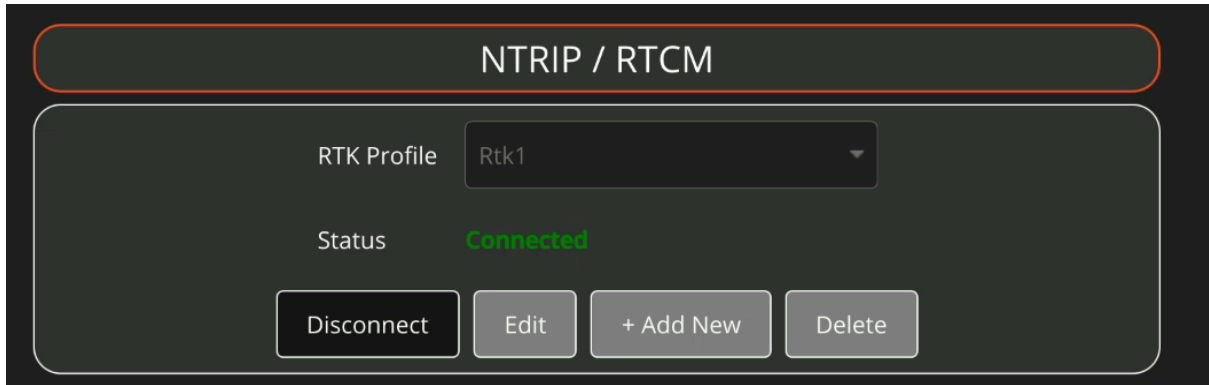 NTRIP / RTCM
RTK Profile Rtk1
Status Connected
Disconnect Edit + Add New Delete